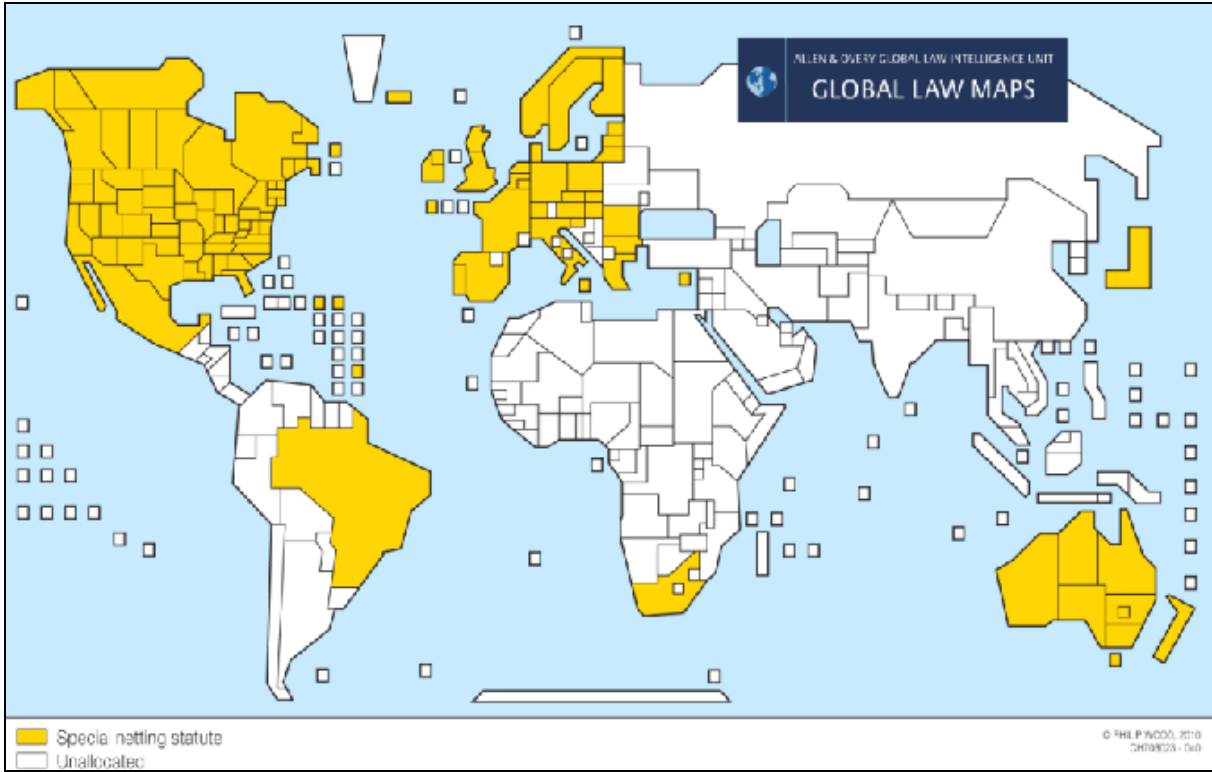 ALLEN & OVERY GLOBAL LAW INTELLIGENCE UNIT
GLOBAL LAW MAPS
Special netting statute
Unallocated
© PHILIP WOOD, 2010